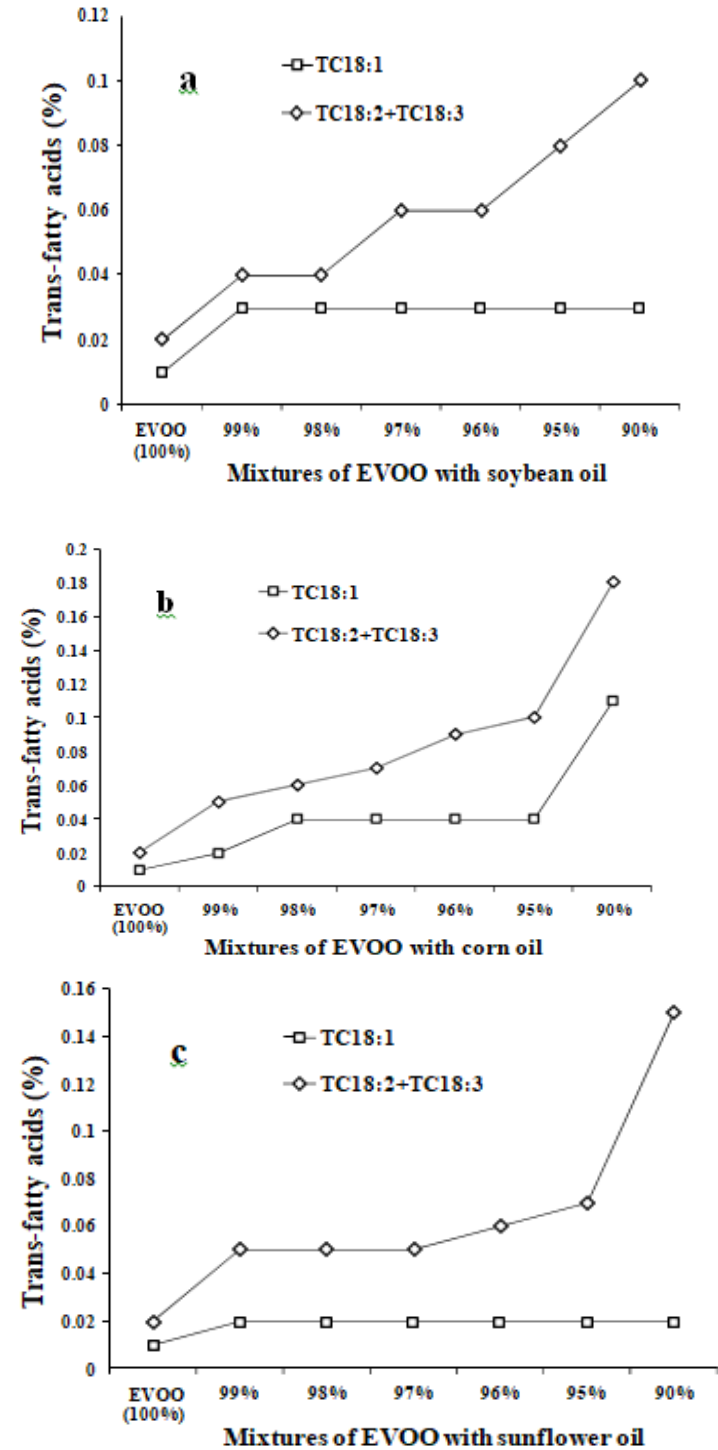 0.12
0.1
0.08
0.06
0.04
0.02
0
Trans-fatty acids (%)
a
TC18:1
TC18:2+TC18:3
EVOO 99% 98% 97% 96% 95% 90%
(100%)
Mixtures of EVOO with soybean oil
0.2
0.18
0.16
0.14
0.12
0.1
0.08
0.06
0.04
0.02
0
Trans-fatty acids (%)
b
TC18:1
TC18:2+TC18:3
EVOO 99% 98% 97% 96% 95% 90%
(100%)
Mixtures of EVOO with corn oil
0.16
0.14
0.12
0.1
0.08
0.06
0.04
0.02
0
Trans-fatty acids (%)
c
TC18:1
TC18:2+TC18:3
EVOO 99% 98% 97% 96% 95% 90%
(100%)
Mixtures of EVOO with sunflower oil